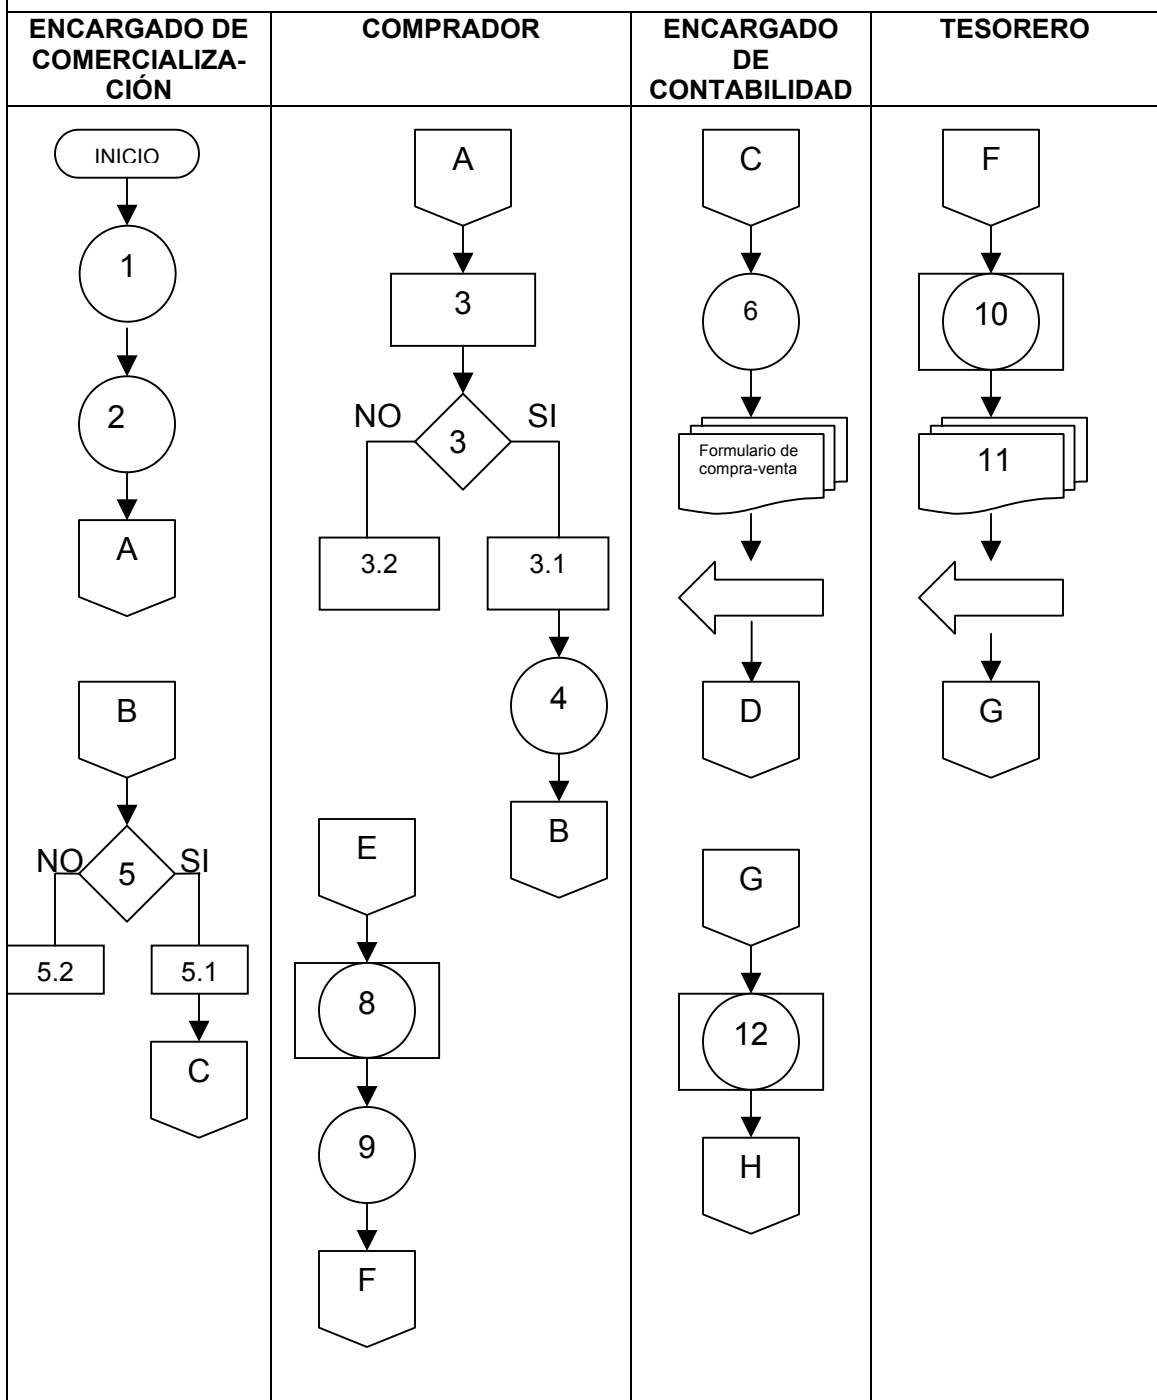 ENCARGADO DE
COMERCIALIZA-
CIÓN
COMPRADOR
ENCARGADO
DE
CONTABILIDAD
TESORERO
INICIO
1
2
A
B
NO
5
SI
5.2
5.1
C
A
3
NO
SI
3
3.2
3.1
4
B
E
8
9
F
C
6
Formulario de
compra-venta
D
G
12
H
F
10
11
G